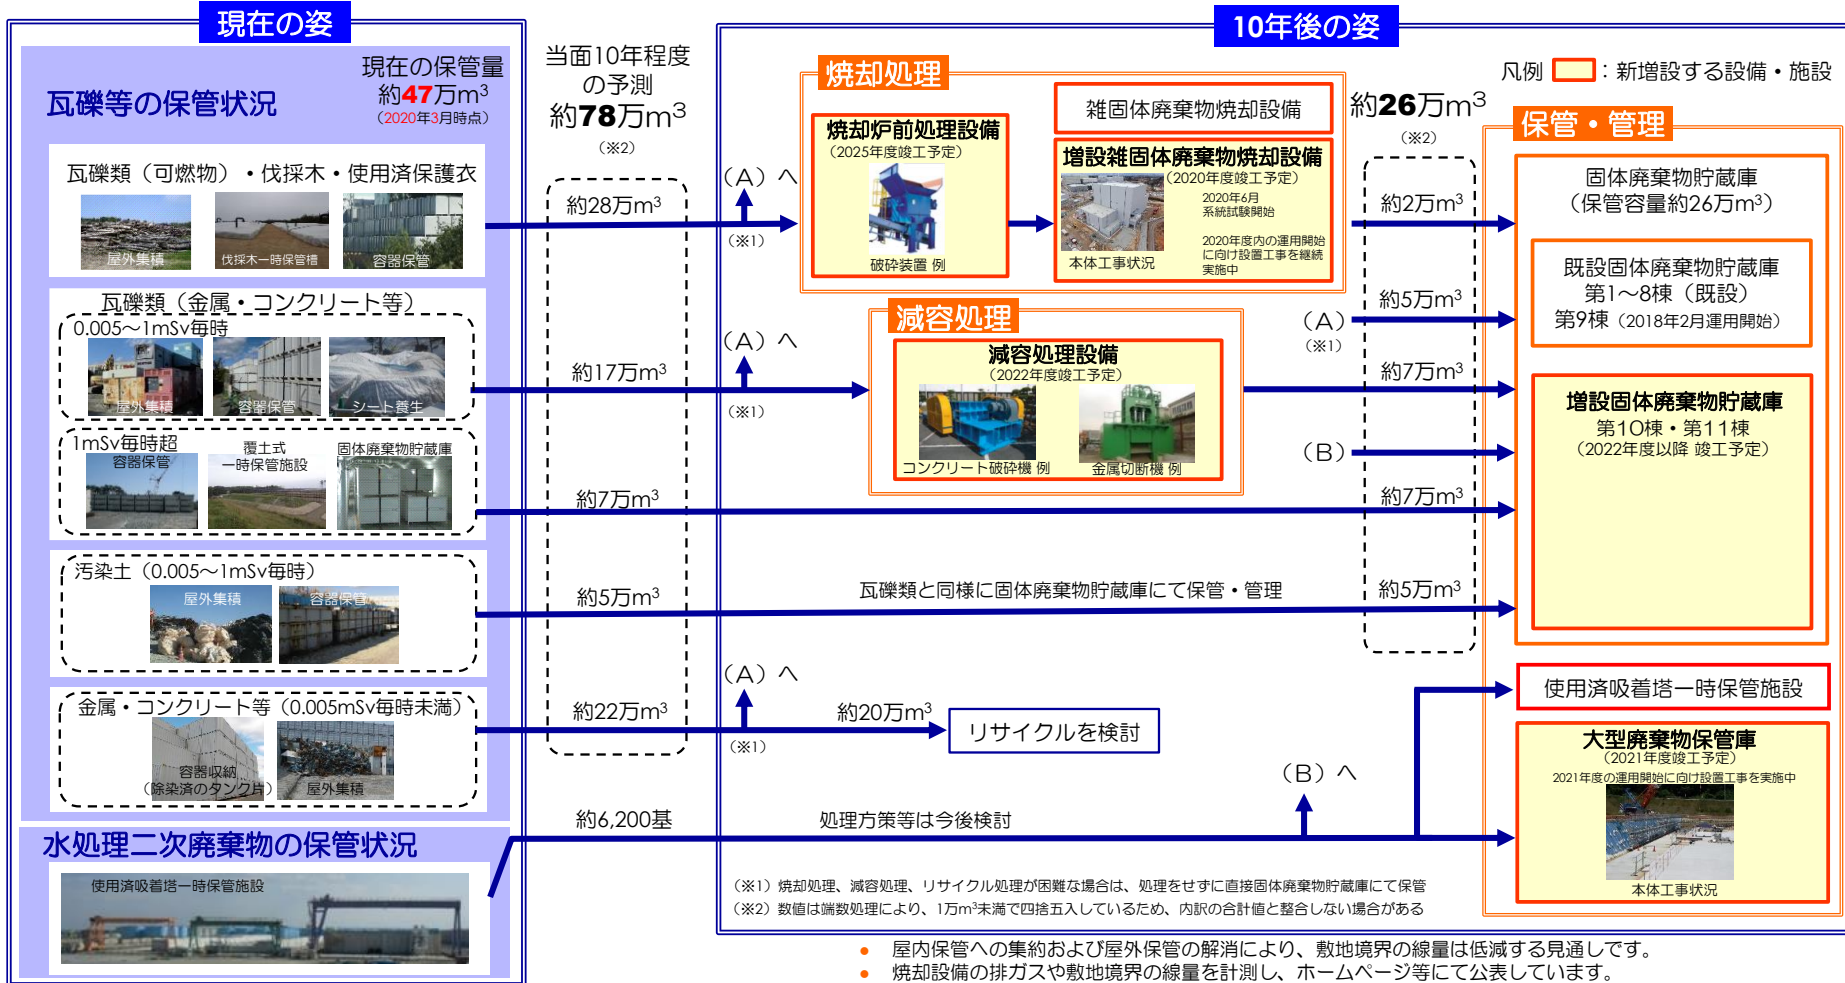 現在の姿
瓦礫等の保管状況
現在の保管量
約47万m³
（2020年3月時点）
瓦礫類（可燃物）・伐採木・使用済保護衣
屋外集積
伐採木一時保管槽
容器保管
瓦礫類（金属・コンクリート等）
0.005～1mSv毎時
屋外集積
容器保管
シート養生
1mSv毎時超
容器保管
覆土式
一時保管施設
固体廃棄物貯蔵庫
汚染土（0.005～1mSv毎時）
屋外集積
容器保管
金属・コンクリート等（0.005mSv毎時未満）
容器収納
（除染済のタンク片）
屋外集積
水処理二次廃棄物の保管状況
使用済吸着塔一時保管施設
当面10年程度
の予測
約78万m³
（※2）
約28万m³
約17万m³
約7万m³
約5万m³
約22万m³
約6,200基
10年後の姿
凡例 ：新増設する設備・施設
（A）へ
（※1）
焼却処理
焼却炉前処理設備
（2025年度竣工予定）
破砕装置 例
雑固体廃棄物焼却設備
増設雑固体廃棄物焼却設備
（2020年度竣工予定）
2020年6月
系統試験開始
2020年度内の運用開始
に向け設置工事を継続
実施中
本体工事状況
（A）へ
（※1）
減容処理
減容処理設備
（2022年度竣工予定）
コンクリート破砕機 例
金属切断機 例
瓦礫類と同様に固体廃棄物貯蔵庫にて保管・管理
（A）へ
（※1）
約20万m³
リサイクルを検討
処理方策等は今後検討
（B）へ
約26万m³
（※2）
約2万m³
約5万m³
（A）
（※1）
約7万m³
（B）
約7万m³
約5万m³
保管・管理
固体廃棄物貯蔵庫
（保管容量約26万m³）
既設固体廃棄物貯蔵庫
第1～8棟（既設）
第9棟（2018年2月運用開始）
増設固体廃棄物貯蔵庫
第10棟・第11棟
（2022年度以降 竣工予定）
使用済吸着塔一時保管施設
大型廃棄物保管庫
（2021年度竣工予定）
2021年度の運用開始に向け設置工事を実施中
本体工事状況
（※1）焼却処理、減容処理、リサイクル処理が困難な場合は、処理をせずに直接固体廃棄物貯蔵庫にて保管
（※2）数値は端数処理により、1万m³未満で四捨五入しているため、内訳の合計値と整合しない場合がある
• 屋内保管への集約および屋外保管の解消により、敷地境界の線量は低減する見通しです。
• 焼却設備の排ガスや敷地境界の線量を計測し、ホームページ等にて公表しています。